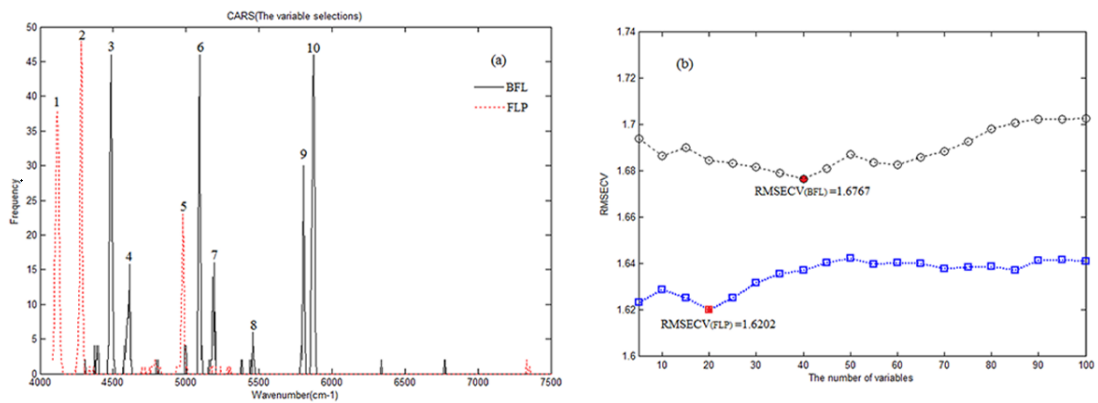 CARS(The variable selections)
50
45
40
35
30
25
20
15
10
5
0
Frequency
1
2
3
4
5
6
7
8
9
10
(a)
BFL
FLP
4000 4500 5000 5500 6000 6500 7000 7500
Wavenumber(cm-1)
1.74
1.72
1.7
1.68
1.66
1.64
1.62
1.6
RMSECV
(b)
RMSECV(BFL) =1.6767
RMSECV(FLP) =1.6202
10 20 30 40 50 60 70 80 90 100
The number of variables